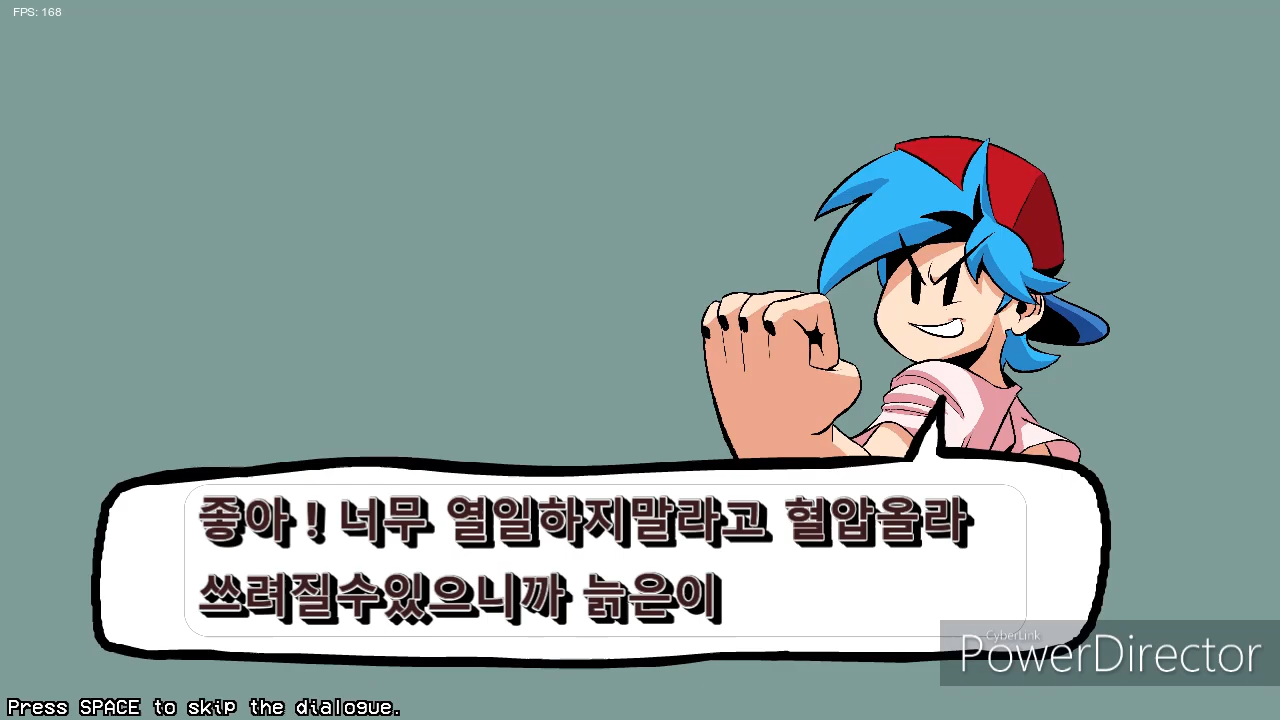 FPS: 168
좋아 ! 너무 열일하지말라고 혈압올라
쓰려질수있으니까 늙은이
CyberLink
PowerDirector
Press SPACE to skip the dialogue.